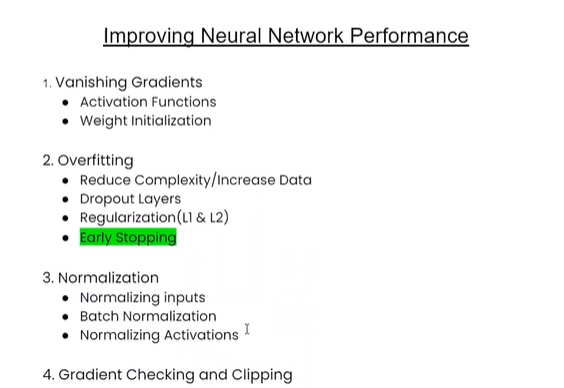 Improving Neural Network Performance
1. Vanishing Gradients
● Activation Functions
● Weight Initialization
2. Overfitting
● Reduce Complexity/Increase Data
● Dropout Layers
● Regularization(L1 & L2)
● Early Stopping
3. Normalization
● Normalizing inputs
● Batch Normalization
● Normalizing Activations
4. Gradient Checking and Clipping